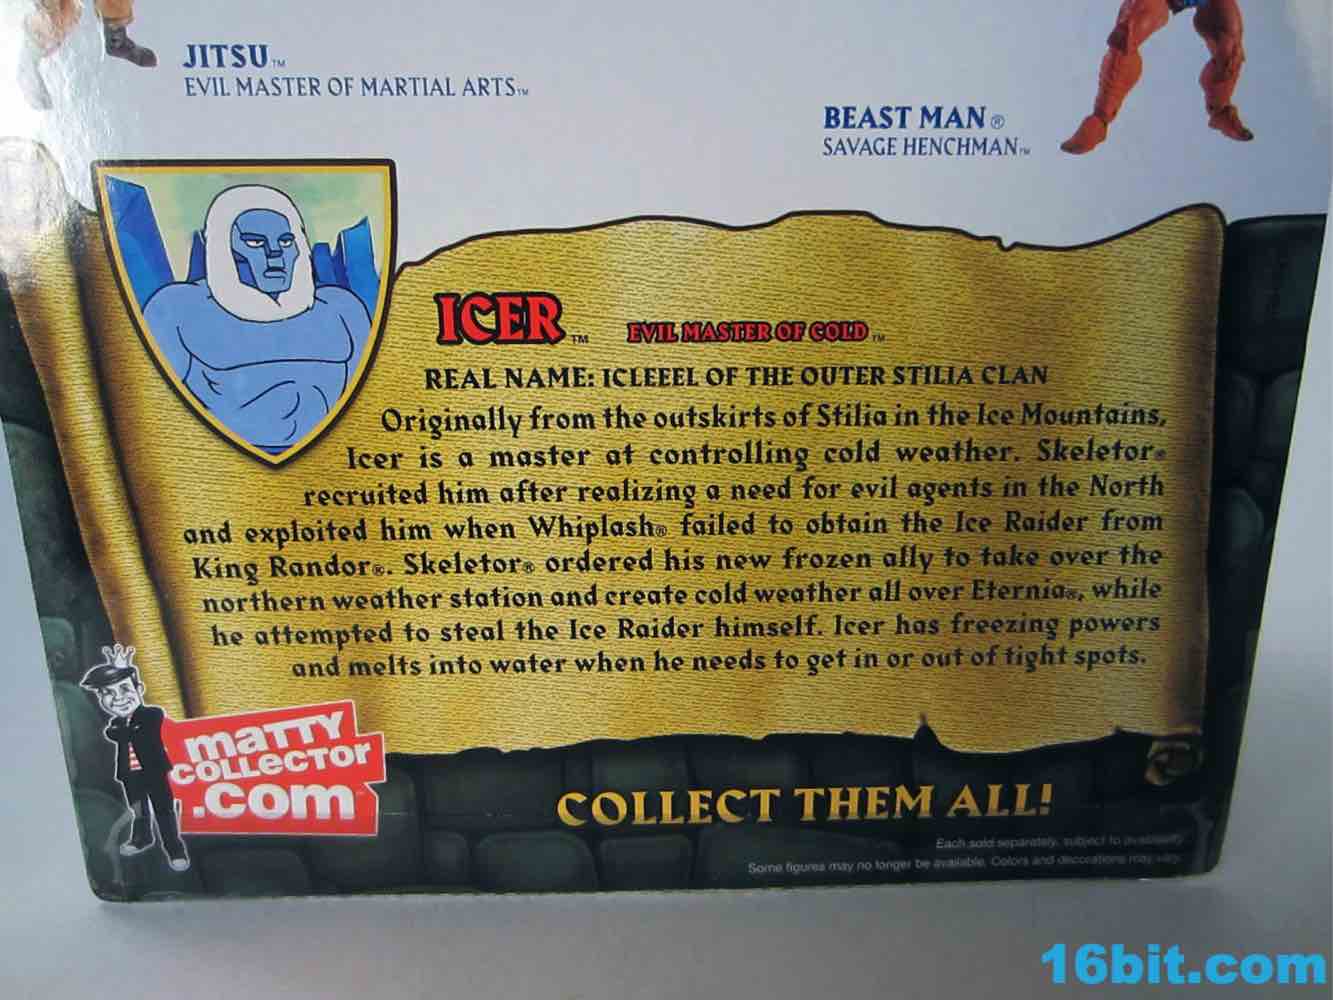 JITSU™
EVIL MASTER OF MARTIAL ARTS™
BEAST MAN®
SAVAGE HENCHMAN™
ICER™ EVIL MASTER OF COLD™
REAL NAME: ICLEEEL OF THE OUTER STILIA CLAN
Originally from the outskirts of Stilia in the Ice Mountains,
Icer is a master at controlling cold weather. Skeletor®
recruited him after realizing a need for evil agents in the North
and exploited him when Whiplash® failed to obtain the Ice Raider from
King Randor®. Skeletor® ordered his new frozen ally to take over the
northern weather station and create cold weather all over Eternia®, while
he attempted to steal the Ice Raider himself. Icer has freezing powers
and melts into water when he needs to get in or out of tight spots.
maTTY
COLLecTor
.com
COLLECT THEM ALL!
Each sold separately, subject to availability.
Some figures may no longer be available. Colors and decorations may vary.
16bit.com